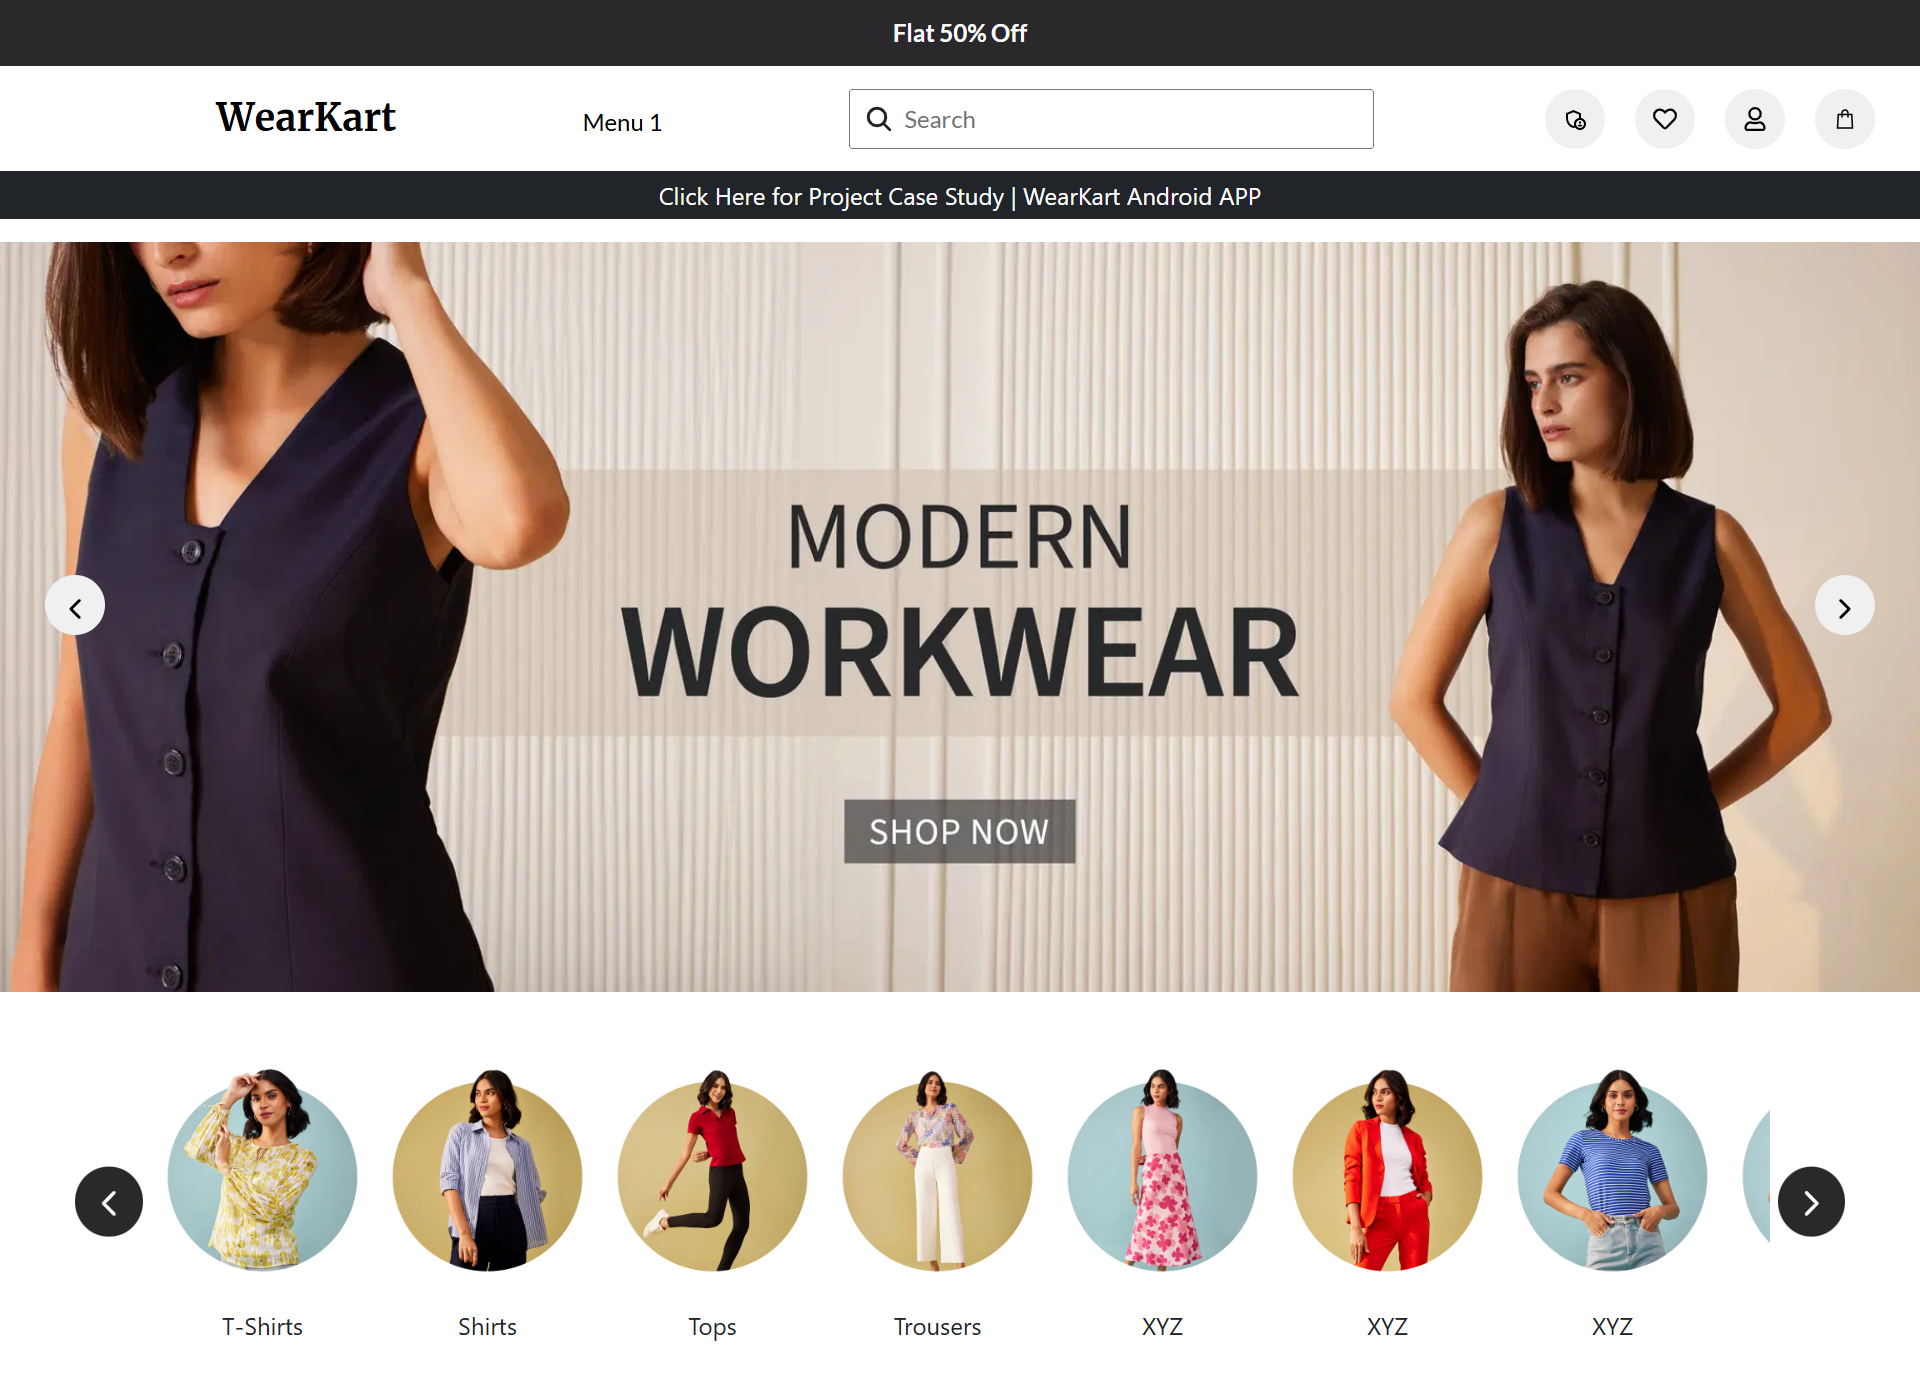 Flat 50% Off
WearKart
Menu 1
Search
Click Here for Project Case Study | WearKart Android APP
MODERN
WORKWEAR
SHOP NOW
T-Shirts
Shirts
Tops
Trousers
XYZ
XYZ
XYZ